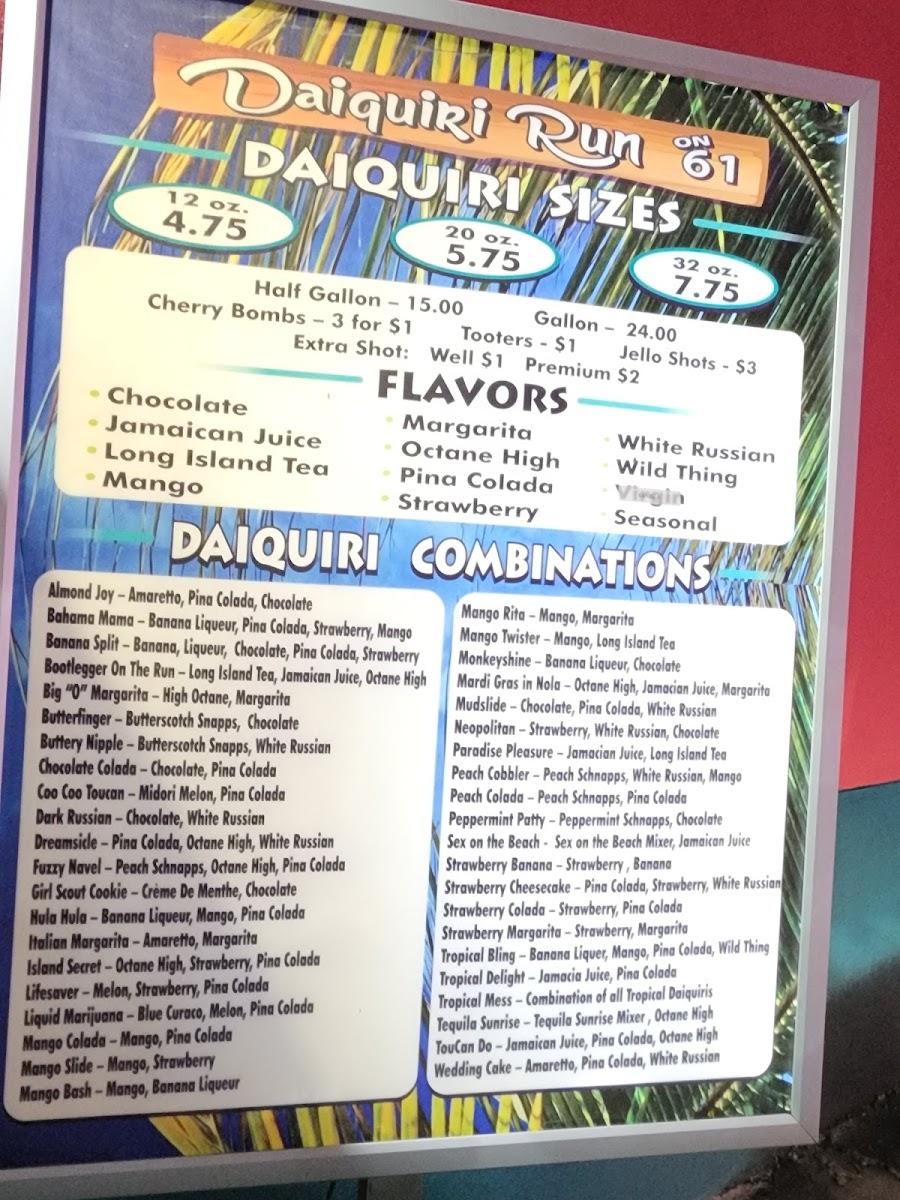 Daiquiri Run ON 61
DAIQUIRI SIZES
12 oz.
4.75
20 oz.
5.75
32 oz.
7.75
Half Gallon – 15.00
Gallon – 24.00
Cherry Bombs – 3 for $1
Tooters - $1
Jello Shots - $3
Extra Shot: Well $1 Premium $2
FLAVORS
• Chocolate
• Jamaican Juice
• Long Island Tea
• Mango
• Margarita
• Octane High
• Pina Colada
• Strawberry
• White Russian
• Wild Thing
• Virgin
• Seasonal
DAIQUIRI COMBINATIONS
Almond Joy – Amaretto, Pina Colada, Chocolate
Bahama Mama – Banana Liqueur, Pina Colada, Strawberry, Mango
Banana Split – Banana, Liqueur, Chocolate, Pina Colada, Strawberry
Bootlegger On The Run – Long Island Tea, Jamaican Juice, Octane High
Big "O" Margarita – High Octane, Margarita
Butterfinger – Butterscotch Snapps, Chocolate
Buttery Nipple – Butterscotch Snapps, White Russian
Chocolate Colada – Chocolate, Pina Colada
Coo Coo Toucan – Midori Melon, Pina Colada
Dark Russian – Chocolate, White Russian
Dreamsicle – Pina Colada, Octane High, White Russian
Fuzzy Navel – Peach Schnapps, Octane High, Pina Colada
Girl Scout Cookie – Crème De Menthe, Chocolate
Hula Hula – Banana Liqueur, Mango, Pina Colada
Italian Margarita – Amaretto, Margarita
Island Secret – Octane High, Strawberry, Pina Colada
Lifesaver – Melon, Strawberry, Pina Colada
Liquid Marijuana – Blue Curaco, Melon, Pina Colada
Mango Colada – Mango, Pina Colada
Mango Slide – Mango, Strawberry
Mango Bash – Mango, Banana Liqueur
Mango Rita – Mango, Margarita
Mango Twister – Mango, Long Island Tea
Monkeyshine – Banana Liqueur, Chocolate
Mardi Gras in Nola – Octane High, Jamacian Juice, Margarita
Mudslide – Chocolate, Pina Colada, White Russian
Neopolitan – Strawberry, White Russian, Chocolate
Paradise Pleasure – Jamacian Juice, Long Island Tea
Peach Cobbler – Peach Schnapps, White Russian, Mango
Peach Colada – Peach Schnapps, Pina Colada
Peppermint Patty – Peppermint Schnapps, Chocolate
Sex on the Beach - Sex on the Beach Mixer, Jamaican Juice
Strawberry Banana – Strawberry , Banana
Strawberry Cheesecake – Pina Colada, Strawberry, White Russian
Strawberry Colada – Strawberry, Pina Colada
Strawberry Margarita – Strawberry, Margarita
Tropical Bling – Banana Liquer, Mango, Pina Colada, Wild Thing
Tropical Delight – Jamacia Juice, Pina Colada
Tropical Mess – Combination of all Tropical Daiquiris
Tequila Sunrise – Tequila Sunrise Mixer , Octane High
TouCan Do – Jamaican Juice, Pina Colada, Octane High
Wedding Cake – Amaretto, Pina Colada, White Russian